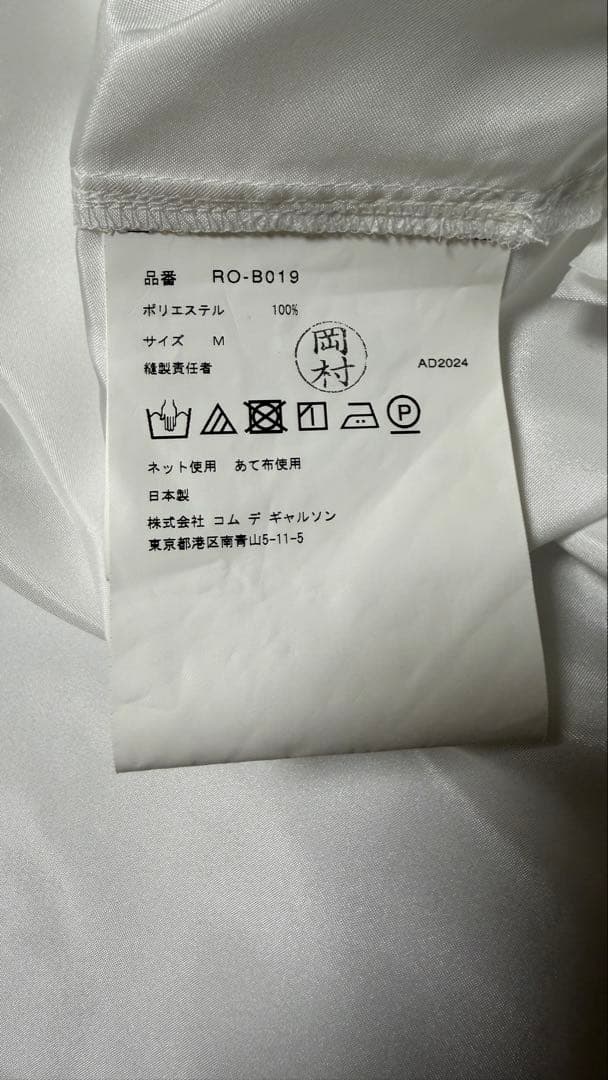 品番 RO-B019
ポリエステル 100%
サイズ M
岡村
縫製責任者
AD2024
P
ネット使用 あて布使用
日本製
株式会社 コム デ ギャルソン
東京都港区南青山5-11-5